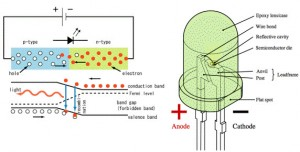 + -
p-type
n-type
hole
electron
light
conduction band
fermi level
band gap
(forbidden band)
valence band
recombination
Epoxy lens/case
Wire bond
Reflective cavity
Semiconductor die
Anvil
Post
Leadframe
Flat spot
+
Anode
−
Cathode